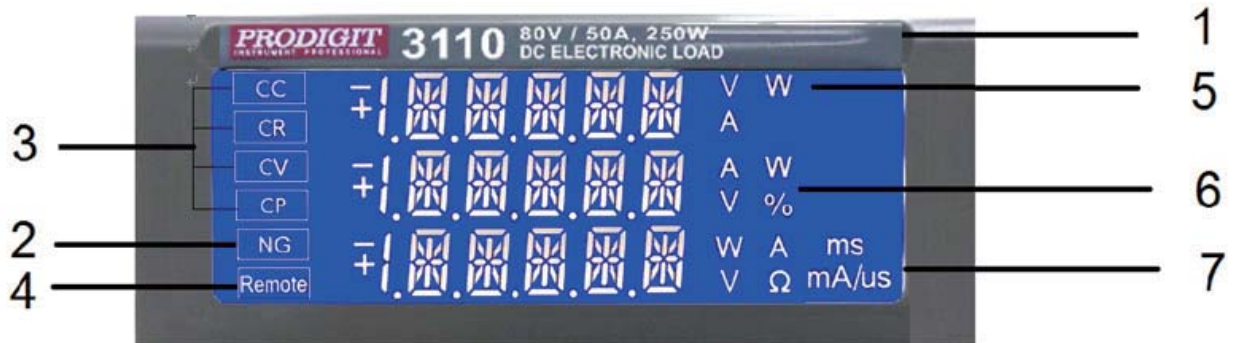 PRODIGIT
INSTRUMENT PROFESSIONAL
3110 80V / 50A, 250W
DC ELECTRONIC LOAD
1
CC V W
5
CR A
3
CV A W
CP V %
6
2
NG W A ms
4
Remote V Ω mA/us
7